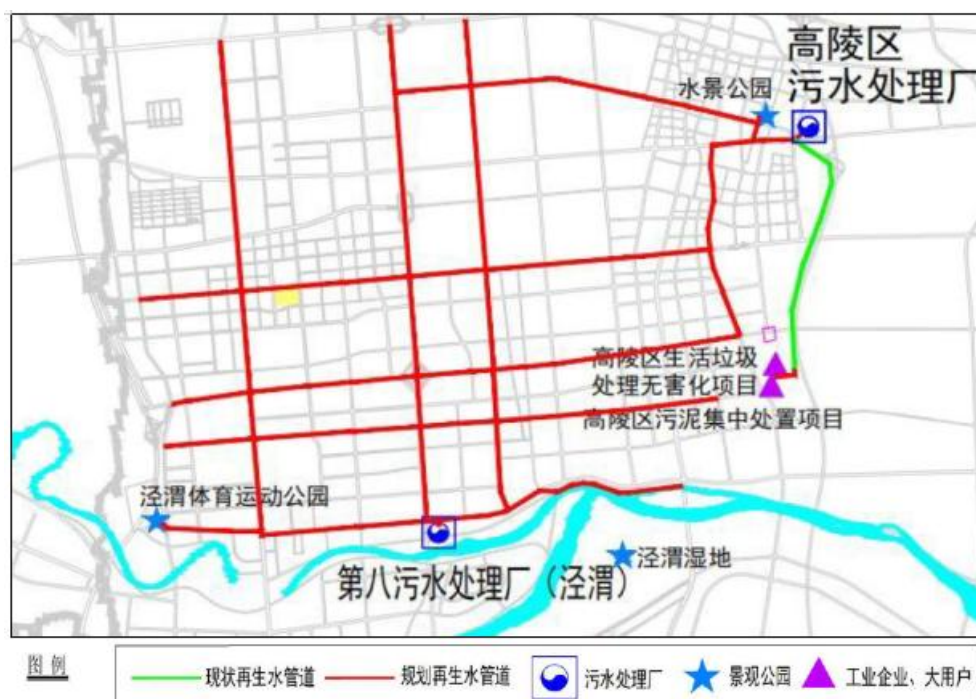 高陵区
污水处理厂
水景公园
高陵区生活垃圾
处理无害化项目
高陵区污泥集中处置项目
泾渭体育运动公园
泾渭湿地
第八污水处理厂（泾渭）
图例
现状再生水管道
规划再生水管道
污水处理厂
景观公园
工业企业、大用户